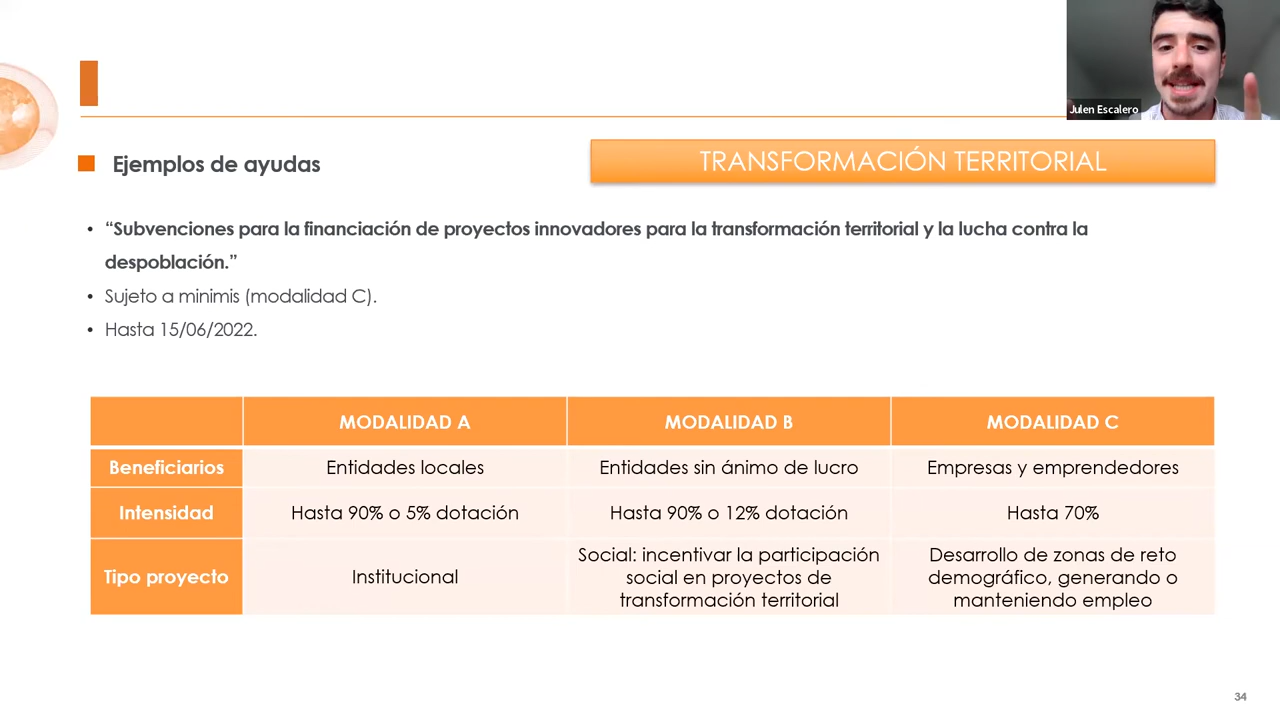 Julen Escalero
Ejemplos de ayudas
TRANSFORMACIÓN TERRITORIAL
• “Subvenciones para la financiación de proyectos innovadores para la transformación territorial y la lucha contra la
despoblación.”
• Sujeto a minimis (modalidad C).
• Hasta 15/06/2022.
MODALIDAD A MODALIDAD B MODALIDAD C
Beneficiarios Entidades locales Entidades sin ánimo de lucro Empresas y emprendedores
Intensidad Hasta 90% o 5% dotación Hasta 90% o 12% dotación Hasta 70%
Tipo proyecto Institucional
Social: incentivar la participación
social en proyectos de
transformación territorial
Desarrollo de zonas de reto
demográfico, generando o
manteniendo empleo
34